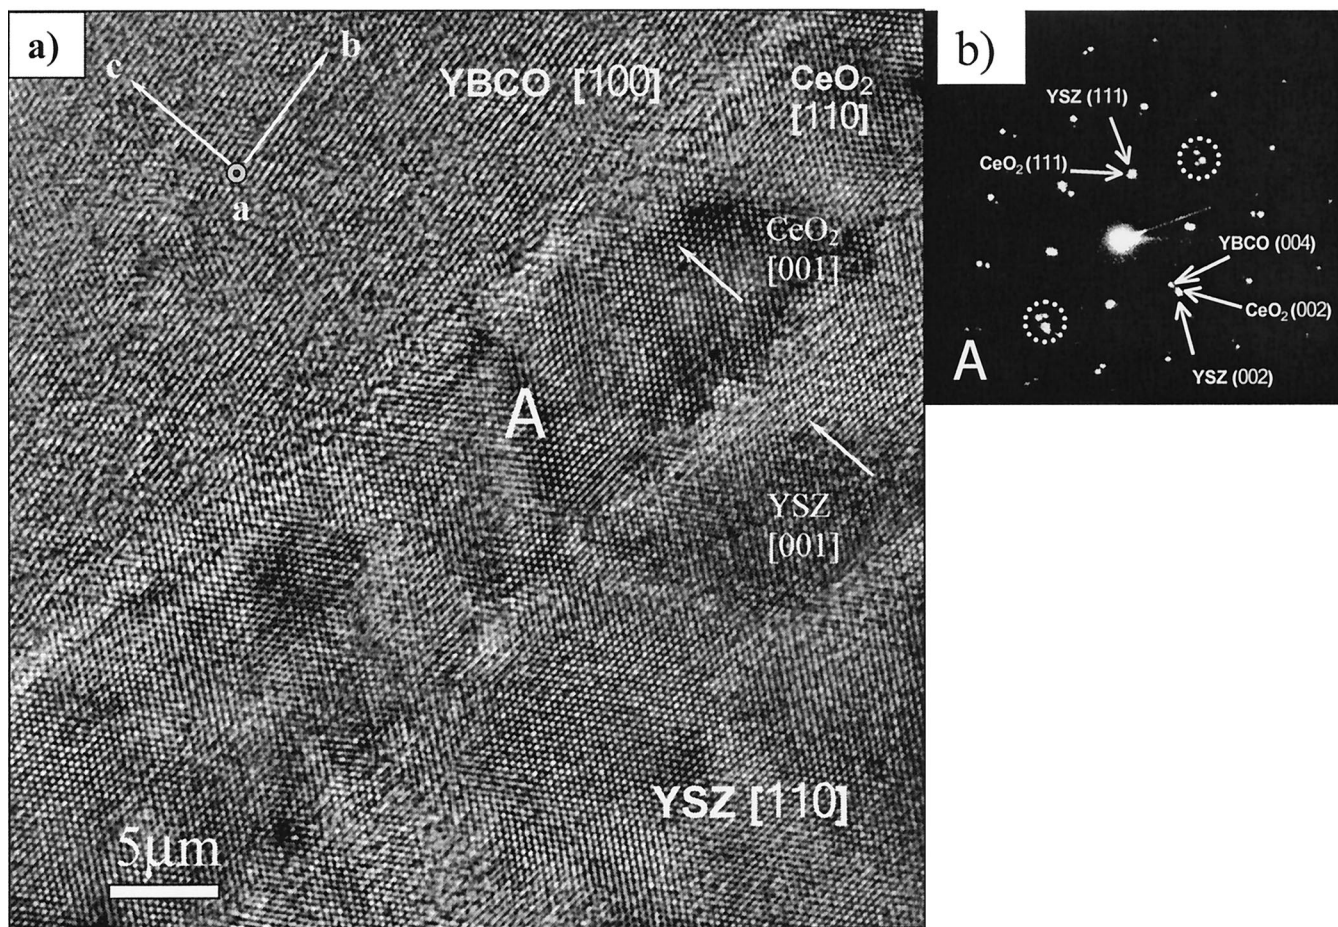 a)
c
b
a
YBCO [100]
CeO₂
[110]
CeO₂
[001]
A
YSZ
[001]
YSZ [110]
5μm
b)
YSZ (111)
CeO₂ (111)
YBCO (004)
CeO₂ (002)
YSZ (002)
A